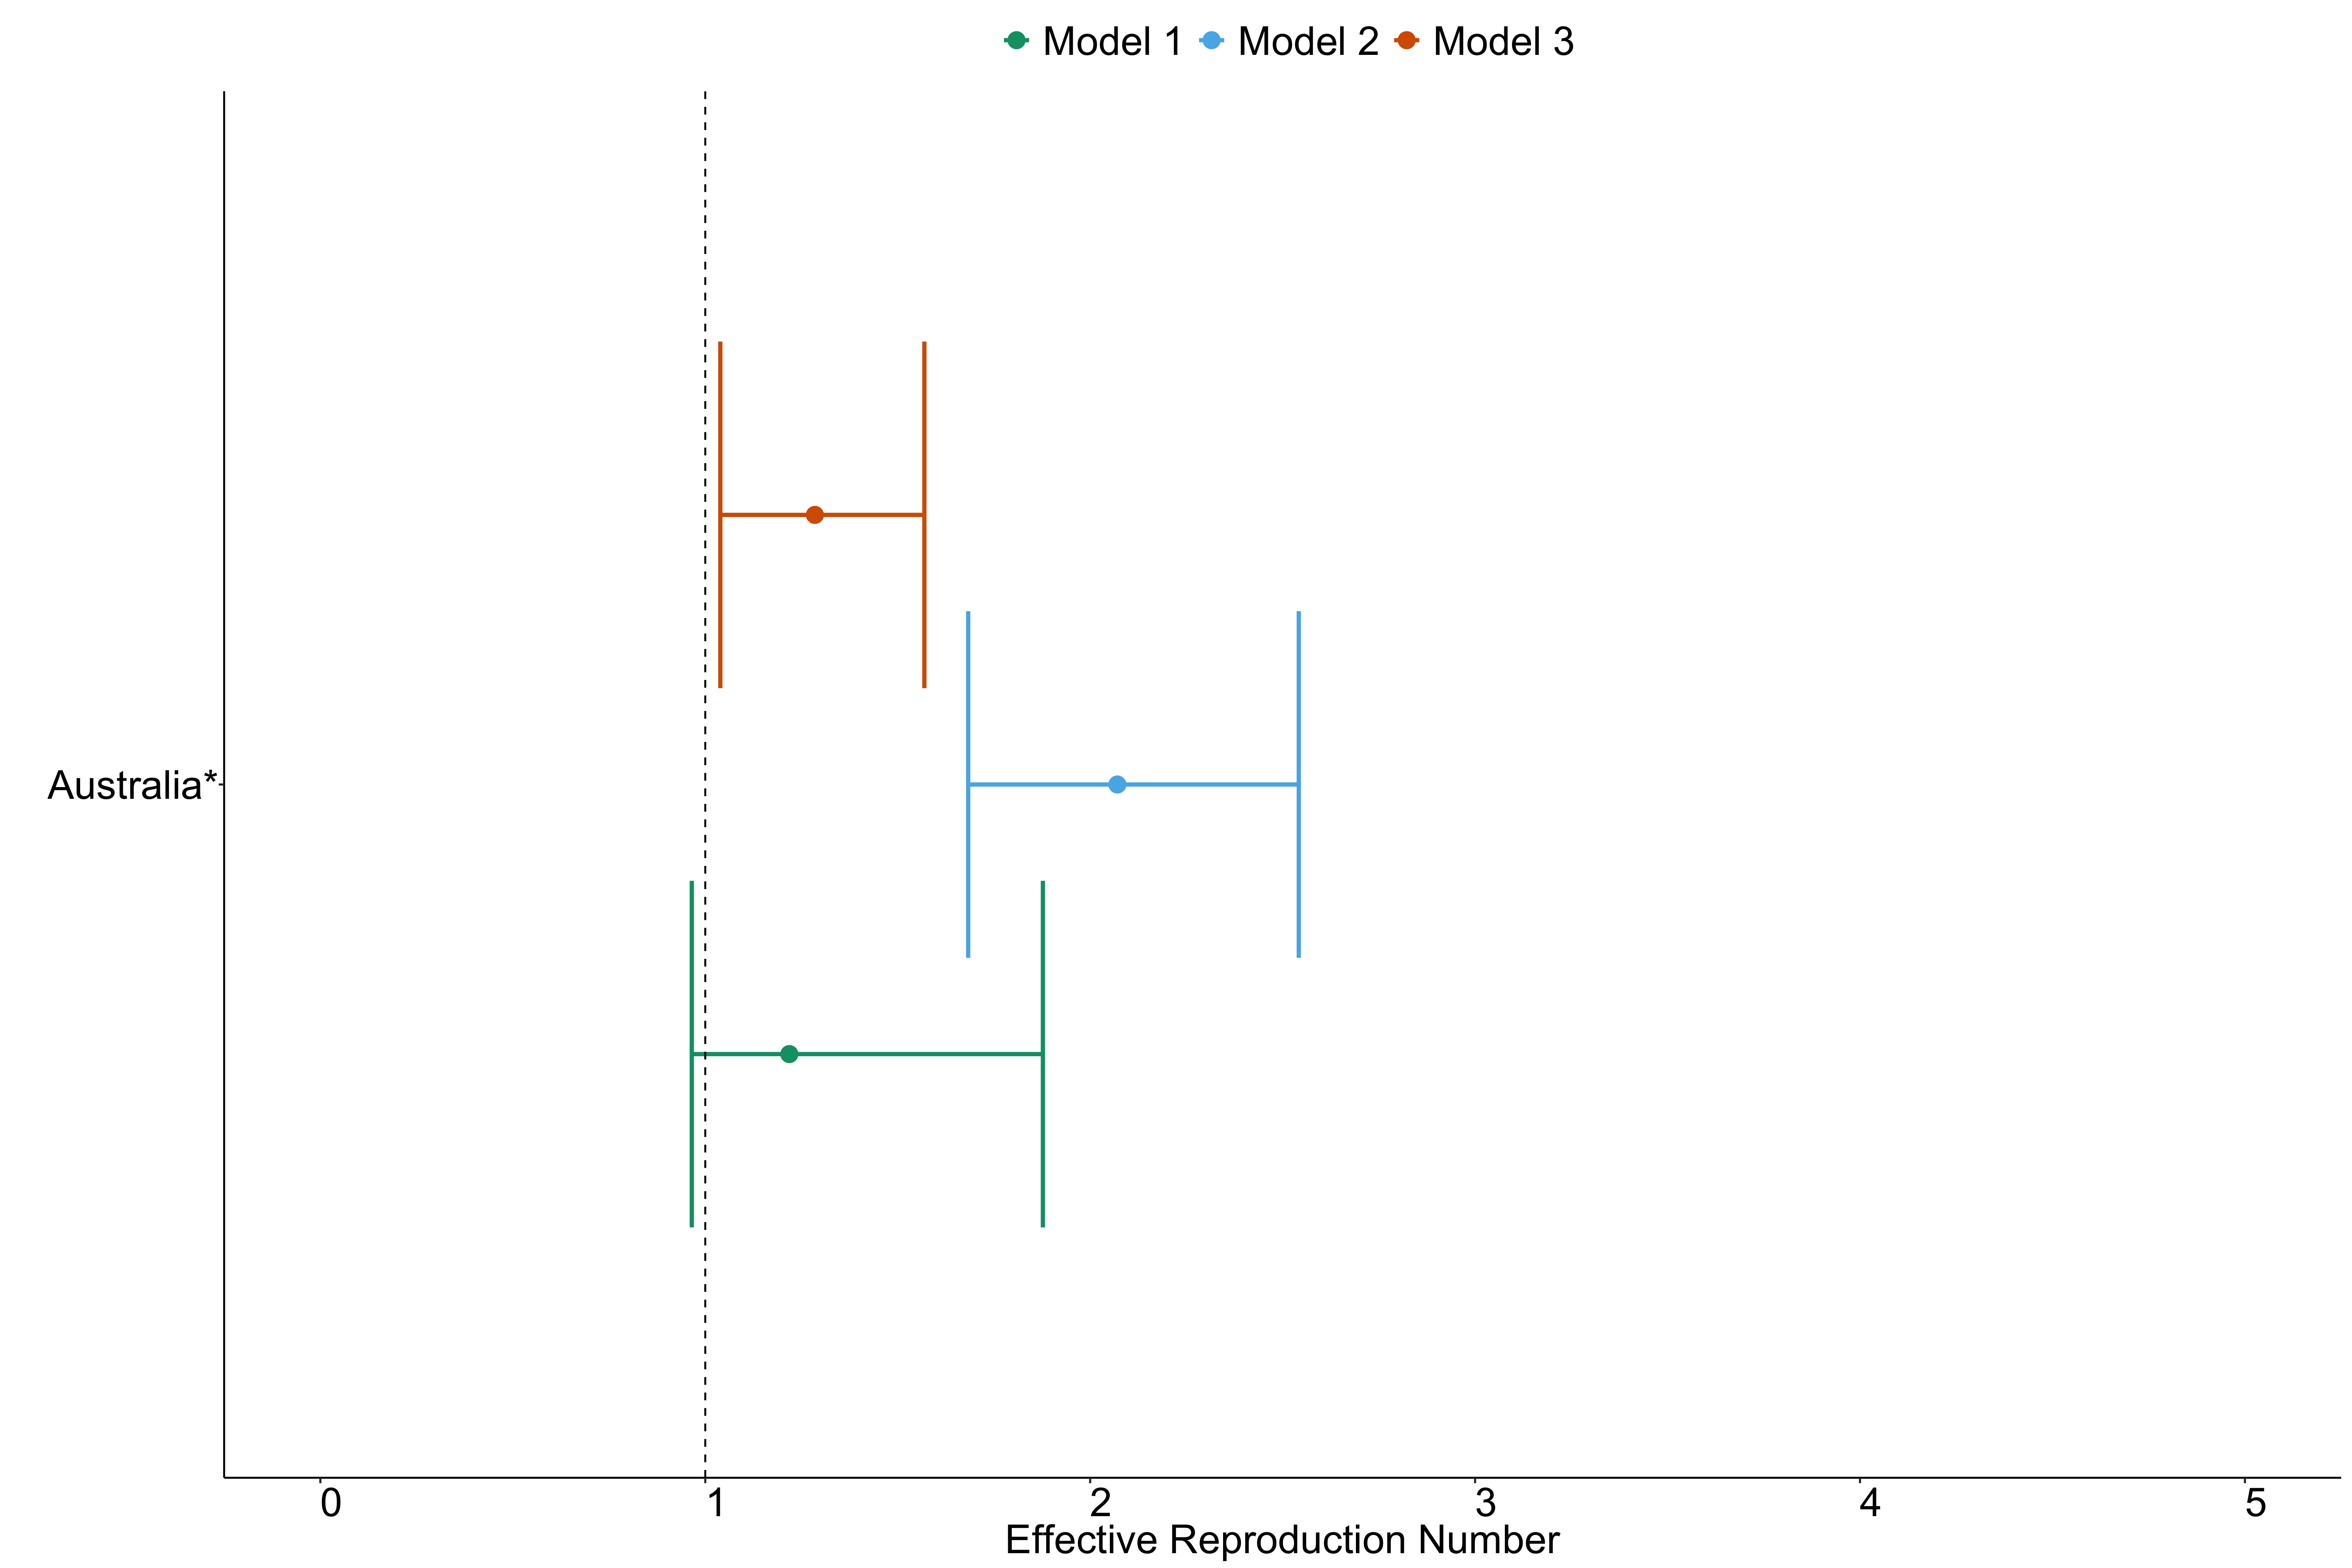 Model 1 Model 2 Model 3
Australia*
0 1 2 3 4 5
Effective Reproduction Number